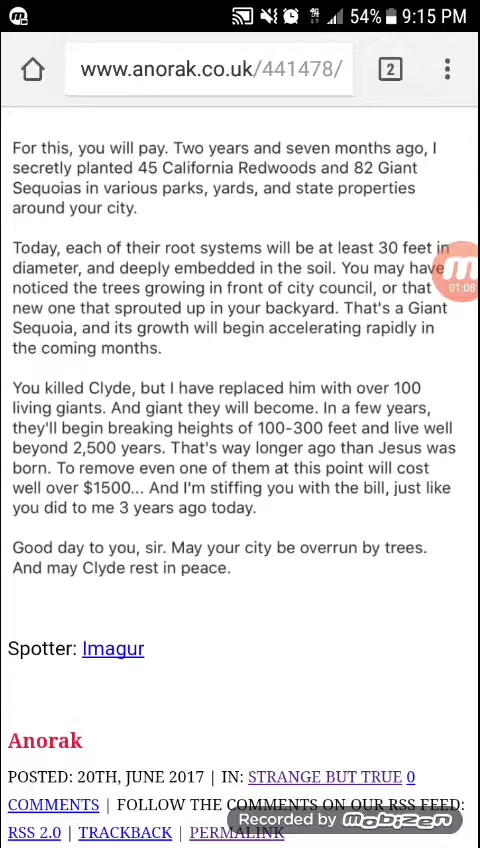 54% 9:15 PM
www.anorak.co.uk/441478/
2
For this, you will pay. Two years and seven months ago, I
secretly planted 45 California Redwoods and 82 Giant
Sequoias in various parks, yards, and state properties
around your city.
Today, each of their root systems will be at least 30 feet in
diameter, and deeply embedded in the soil. You may have
noticed the trees growing in front of city council, or that
new one that sprouted up in your backyard. That's a Giant
Sequoia, and its growth will begin accelerating rapidly in
the coming months.
01:08
You killed Clyde, but I have replaced him with over 100
living giants. And giant they will become. In a few years,
they'll begin breaking heights of 100-300 feet and live well
beyond 2,500 years. That's way longer ago than Jesus was
born. To remove even one of them at this point will cost
well over $1500... And I'm stiffing you with the bill, just like
you did to me 3 years ago today.
Good day to you, sir. May your city be overrun by trees.
And may Clyde rest in peace.
Spotter: Imagur
Anorak
POSTED: 20TH, JUNE 2017 | IN: STRANGE BUT TRUE 0
COMMENTS | FOLLOW THE COMMENTS ON OUR RSS FEED:
RSS 2.0 | TRACKBACK | PERMALINK
Recorded by mobizen